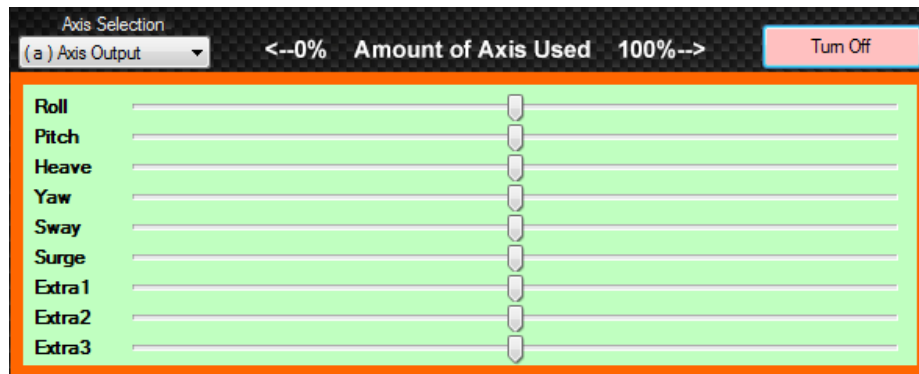 Axis Selection
( a ) Axis Output
<--0% Amount of Axis Used 100%-->
Turn Off
Roll
Pitch
Heave
Yaw
Sway
Surge
Extra1
Extra2
Extra3